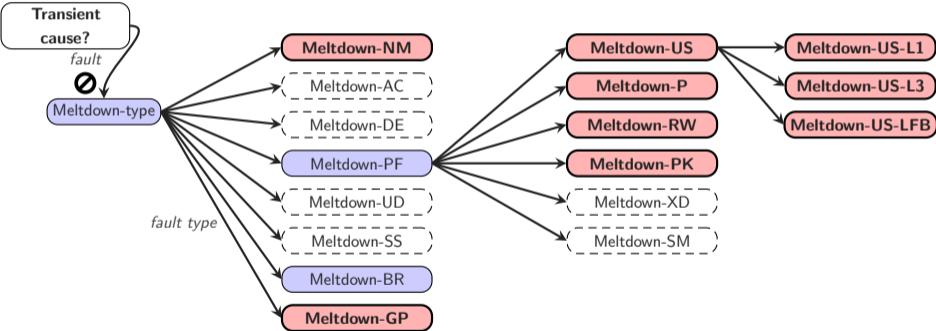 Transient
cause?
fault
Meltdown-type
fault type
Meltdown-NM
Meltdown-AC
Meltdown-DE
Meltdown-PF
Meltdown-UD
Meltdown-SS
Meltdown-BR
Meltdown-GP
Meltdown-US
Meltdown-P
Meltdown-RW
Meltdown-PK
Meltdown-XD
Meltdown-SM
Meltdown-US-L1
Meltdown-US-L3
Meltdown-US-LFB